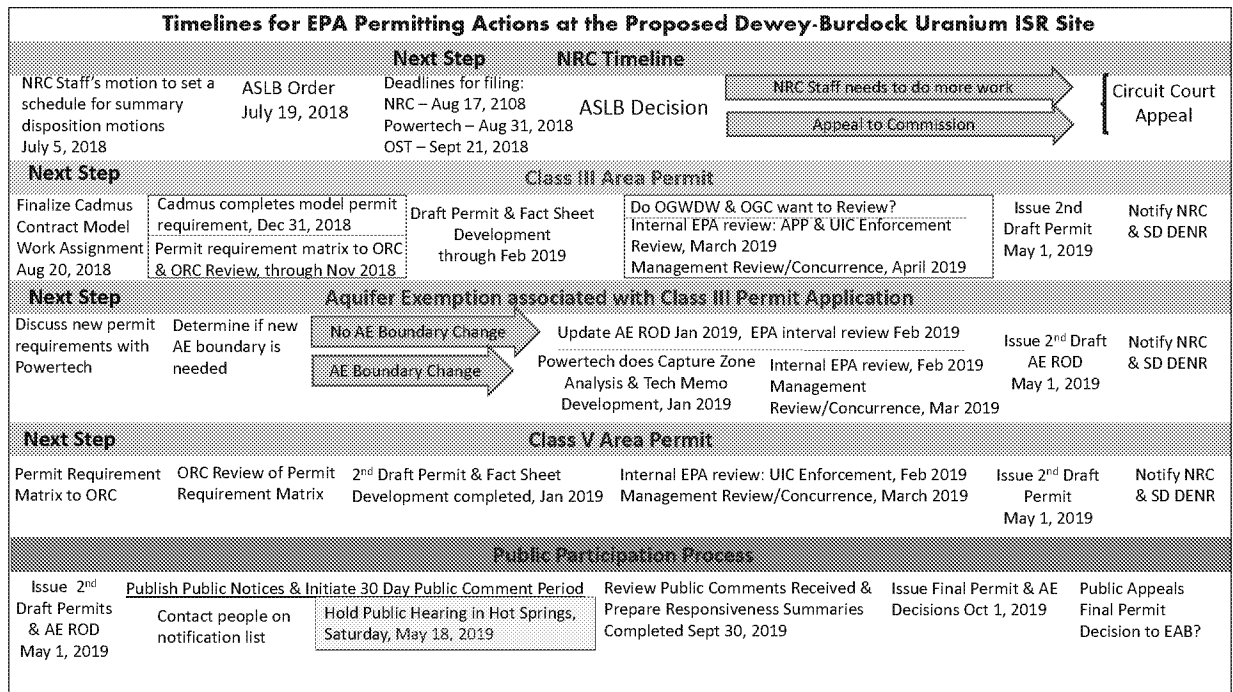 Timelines for EPA Permitting Actions at the Proposed Dewey-Burdock Uranium ISR Site
Next Step
NRC Timeline
NRC Staff's motion to set a
schedule for summary
disposition motions
July 5, 2018
ASLB Order
July 19, 2018
Deadlines for filing:
NRC – Aug 17, 2108
Powertech – Aug 31, 2018
OST – Sept 21, 2018
ASLB Decision
NRC Staff needs to do more work
Appeal to Commission
Circuit Court
Appeal
Next Step
Class III Area Permit
Finalize Cadmus
Contract Model
Work Assignment
Aug 20, 2018
Cadmus completes model permit
requirement, Dec 31, 2018
Permit requirement matrix to ORC
& ORC Review, through Nov 2018
Draft Permit & Fact Sheet
Development
through Feb 2019
Do OGWDW & OGC want to Review?
Internal EPA review: APP & UIC Enforcement
Review, March 2019
Management Review/Concurrence, April 2019
Issue 2nd
Draft Permit
May 1, 2019
Notify NRC
& SD DENR
Next Step
Aquifer Exemption associated with Class III Permit Application
Discuss new permit
requirements with
Powertech
Determine if new
AE boundary is
needed
No AE Boundary Change
AE Boundary Change
Update AE ROD Jan 2019, EPA interval review Feb 2019
Powertech does Capture Zone
Analysis & Tech Memo
Development, Jan 2019
Internal EPA review, Feb 2019
Management
Review/Concurrence, Mar 2019
Issue 2nd Draft
AE ROD
May 1, 2019
Notify NRC
& SD DENR
Next Step
Class V Area Permit
Permit Requirement
Matrix to ORC
ORC Review of Permit
Requirement Matrix
2nd Draft Permit & Fact Sheet
Development completed, Jan 2019
Internal EPA review: UIC Enforcement, Feb 2019
Management Review/Concurrence, March 2019
Issue 2nd Draft
Permit
May 1, 2019
Notify NRC
& SD DENR
Public Participation Process
Issue 2nd
Draft Permits
& AE ROD
May 1, 2019
Publish Public Notices & Initiate 30 Day Public Comment Period
Contact people on
notification list
Hold Public Hearing in Hot Springs,
Saturday, May 18, 2019
Review Public Comments Received &
Prepare Responsiveness Summaries
Completed Sept 30, 2019
Issue Final Permit & AE
Decisions Oct 1, 2019
Public Appeals
Final Permit
Decision to EAB?